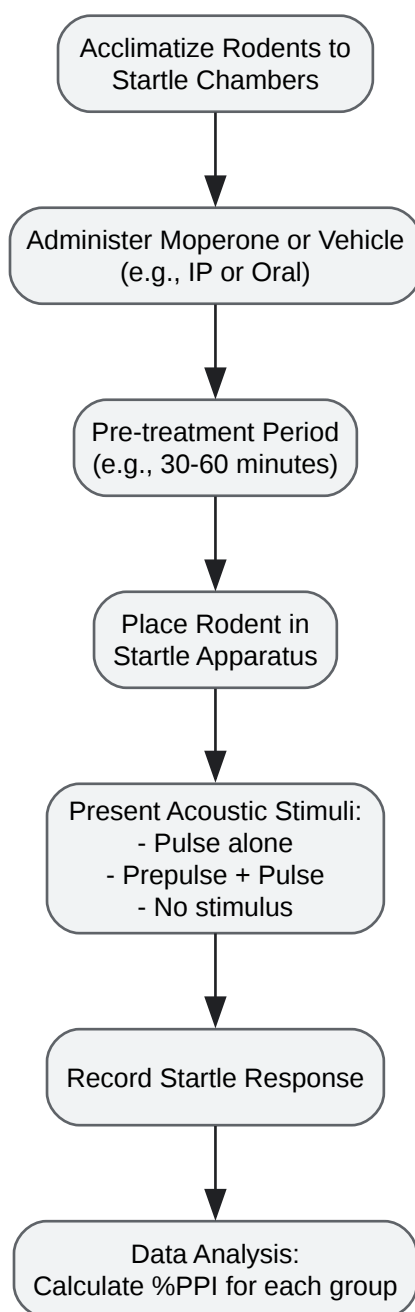 Acclimatize Rodents to
Startle Chambers
Administer Moperone or Vehicle
(e.g., IP or Oral)
Pre-treatment Period
(e.g., 30-60 minutes)
Place Rodent in
Startle Apparatus
Present Acoustic Stimuli:
- Pulse alone
- Prepulse + Pulse
- No stimulus
Record Startle Response
Data Analysis:
Calculate %PPI for each group